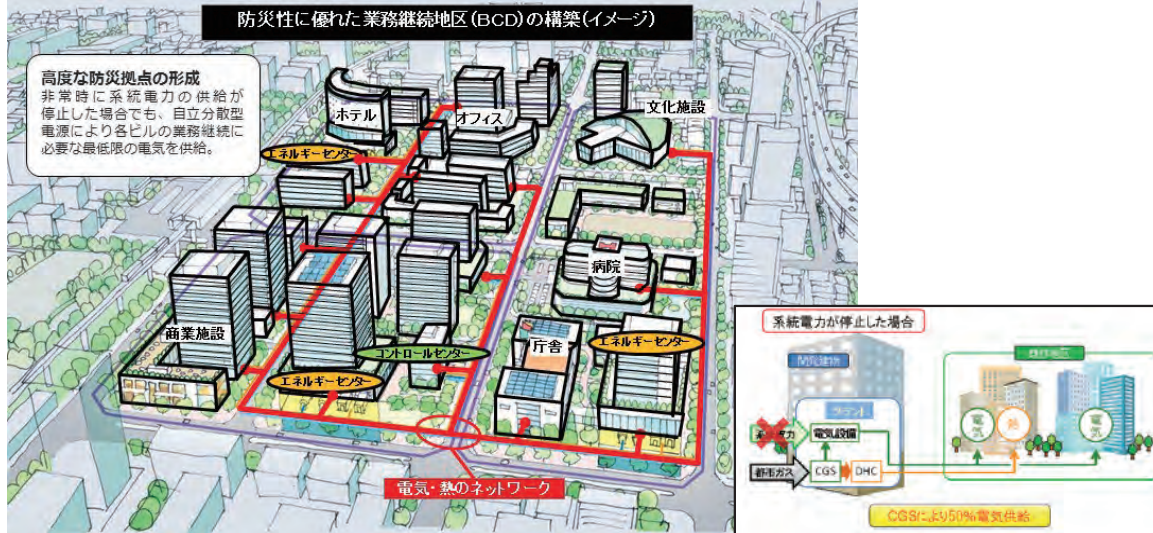 防災性に優れた業務継続地区(BCD)の構築(イメージ)
高度な防災拠点の形成
非常時に系統電力の供給が
停止した場合でも、自立分散型
電源により各ビルの業務継続に
必要な最低限の電気を供給。
ホテル
オフィス
文化施設
エネルギーセンター
病院
商業施設
庁舎
エネルギーセンター
コントロールセンター
エネルギーセンター
電気・熱のネットワーク
系統電力が停止した場合
プラント
電気
熱
電気
電気設備
都市ガス
CGS
DHC
CGSにより50%電気供給